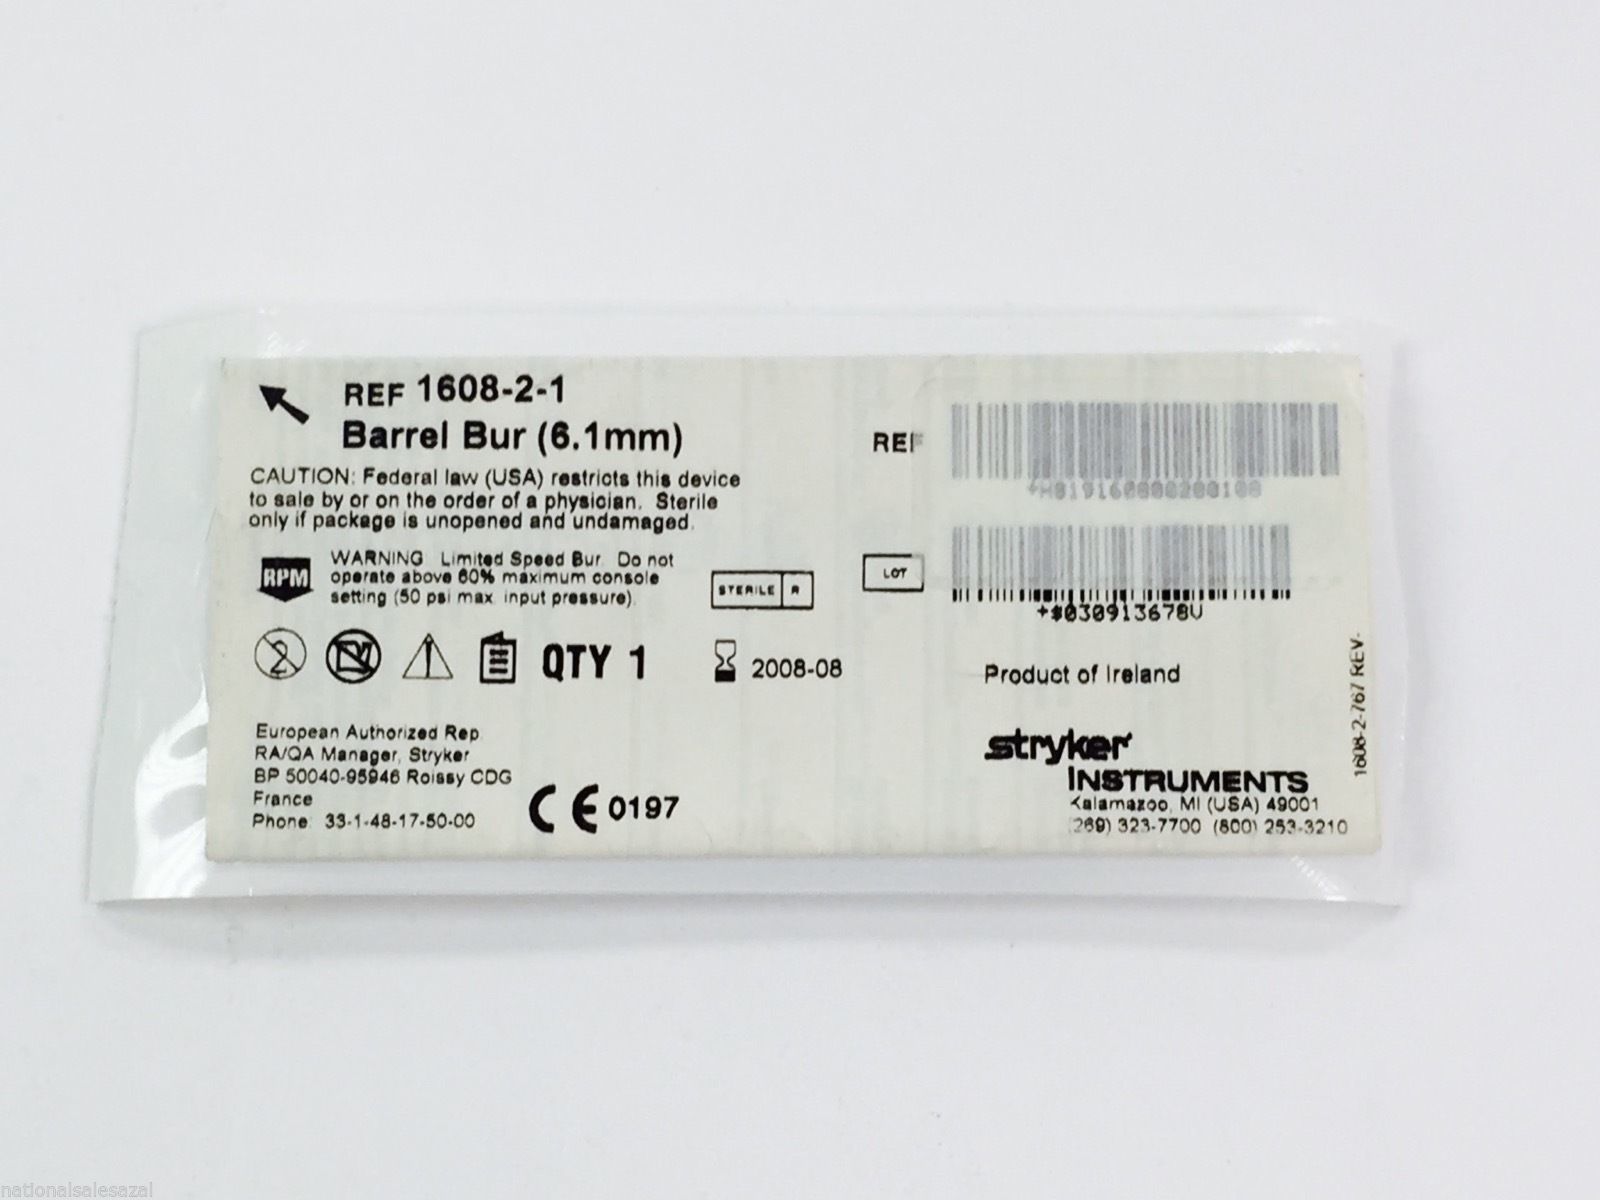 REF 1608-2-1
Barrel Bur (6.1mm)
CAUTION: Federal law (USA) restricts this device
to sale by or on the order of a physician. Sterile
only if package is unopened and undamaged.
RPM
WARNING Limited Speed Bur. Do not
operate above 60% maximum console
setting (50 psi max. input pressure).
STERILE R
2
QTY 1
2008-08
European Authorized Rep.
RA/QA Manager, Stryker
BP 50040-95946 Roissy CDG
France
Phone: 33-1-48-17-50-00
CE 0197
REF
LOT
+$030913678V
Product of Ireland
stryker
INSTRUMENTS
Kalamazoo, MI (USA) 49001
(269) 323-7700 (800) 253-3210
1608-2-767 REV-
nationalsalesazal